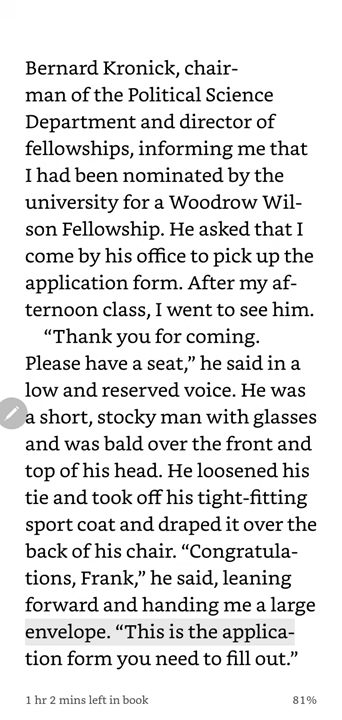 Bernard Kronick, chair-
man of the Political Science
Department and director of
fellowships, informing me that
I had been nominated by the
university for a Woodrow Wil-
son Fellowship. He asked that I
come by his office to pick up the
application form. After my af-
ternoon class, I went to see him.
“Thank you for coming.
Please have a seat,” he said in a
low and reserved voice. He was
a short, stocky man with glasses
and was bald over the front and
top of his head. He loosened his
tie and took off his tight-fitting
sport coat and draped it over the
back of his chair. “Congratula-
tions, Frank,” he said, leaning
forward and handing me a large
envelope. “This is the applica-
tion form you need to fill out.”
1 hr 2 mins left in book 81%